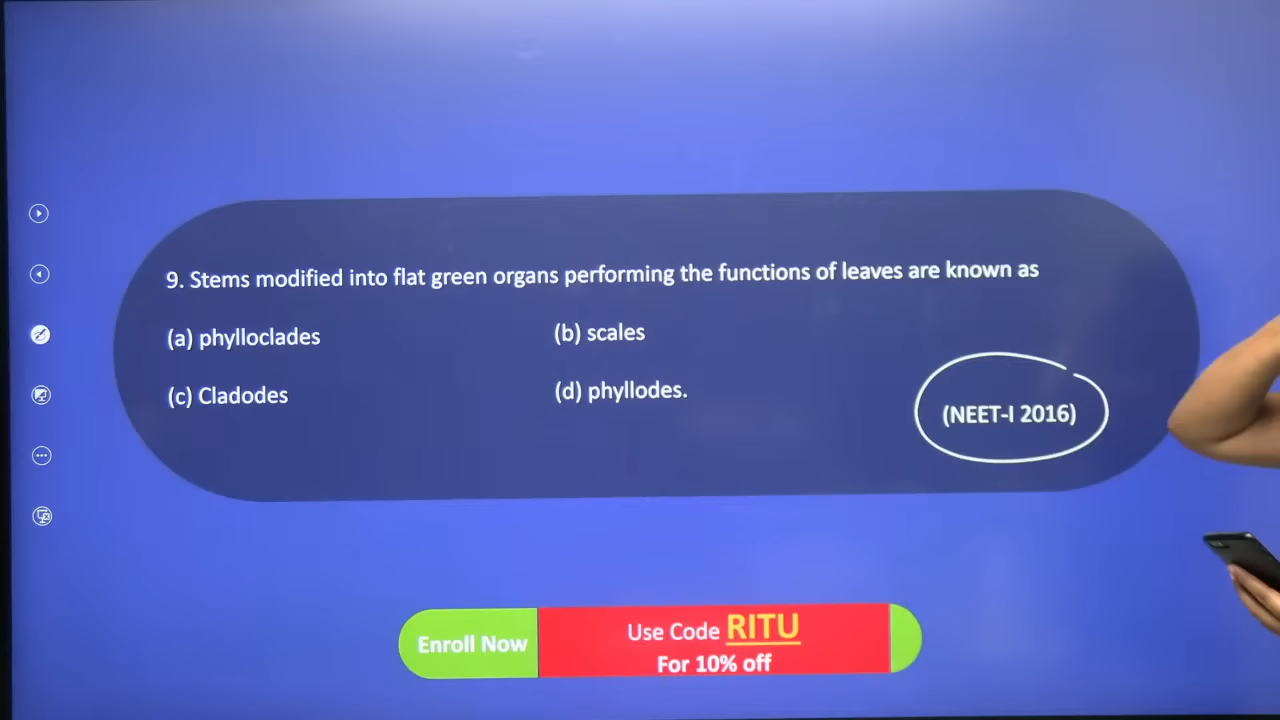 9. Stems modified into flat green organs performing the functions of leaves are known as
(a) phylloclades
(b) scales
(c) Cladodes
(d) phyllodes.
(NEET-I 2016)
Enroll Now
Use Code RITU
For 10% off